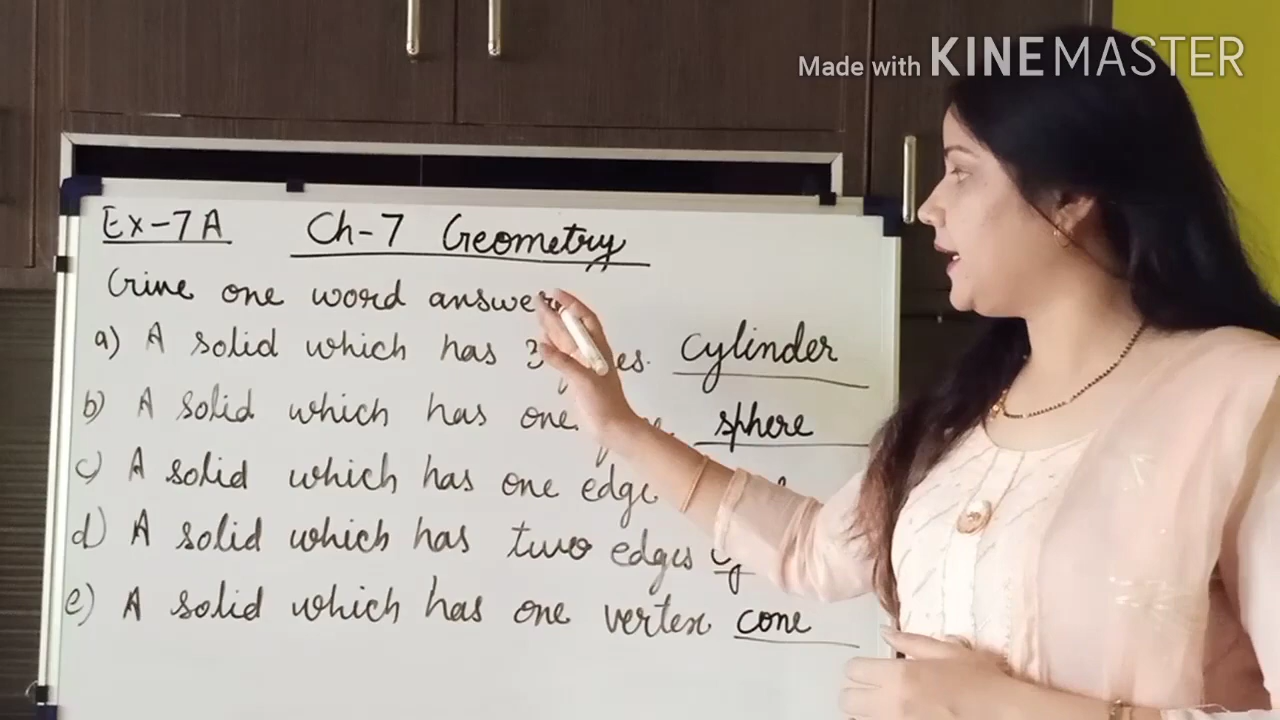 Made with KINEMASTER
Ex-7A Ch-7 Geometry
Give one word answer
a) A solid which has 3 cylinder
b) A solid which has one sphere
c) A solid which has one edge
d) A solid which has two edges
e) A solid which has one vertex cone